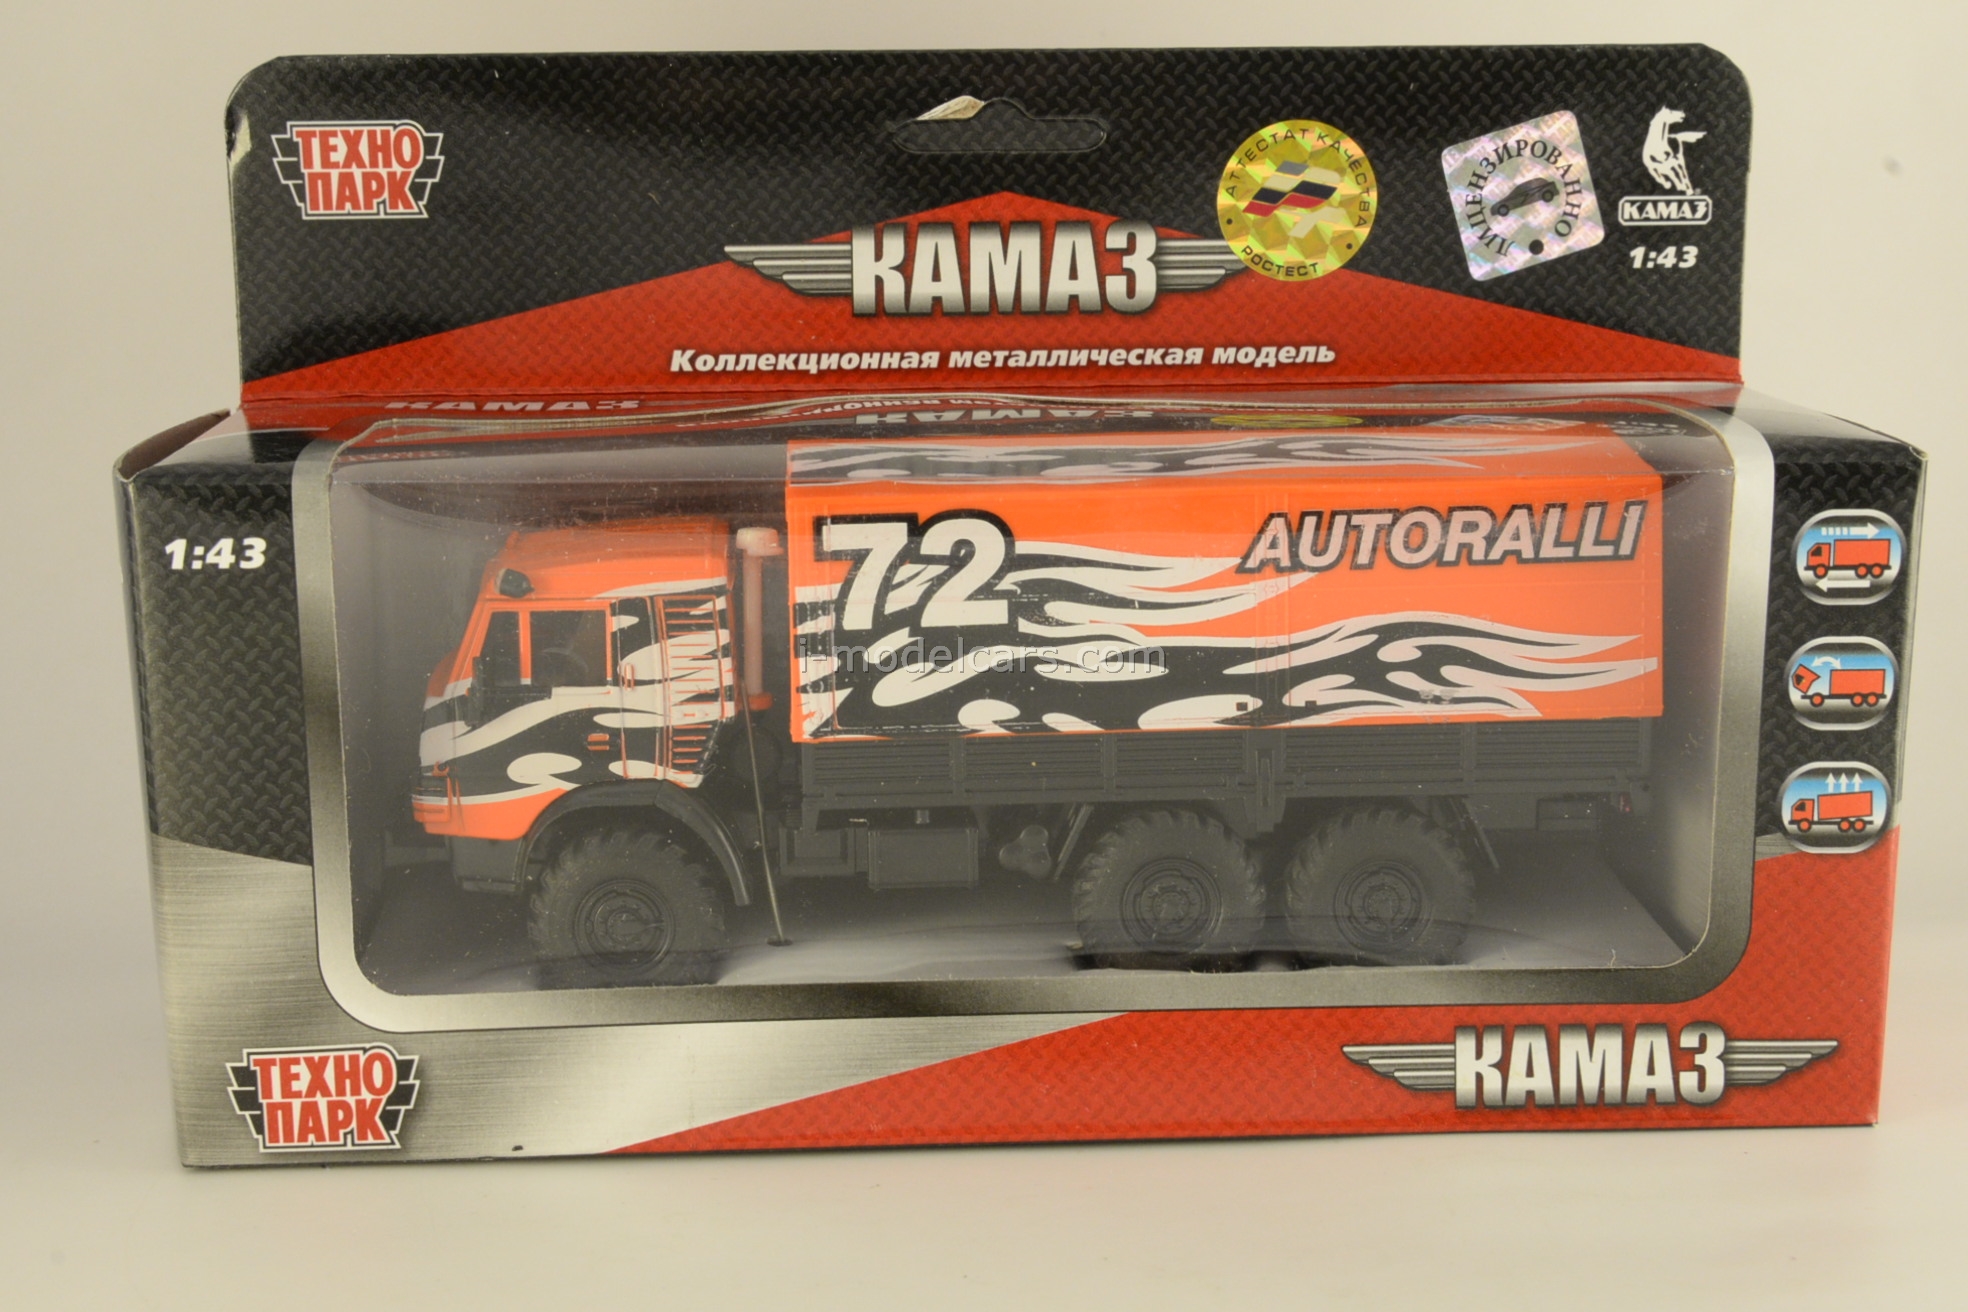 ТЕХНО
ПАРК
АТТЕСТАТ КАЧЕСТВА
РОСТЕСТ
ЛИЦЕНЗИРОВАННО
КАМАЗ
1:43
КАМАЗ
Коллекционная металлическая модель
КАМАЗ
1:43
72
AUTORALLI
i-modelcars.com
ТЕХНО
ПАРК
КАМАЗ